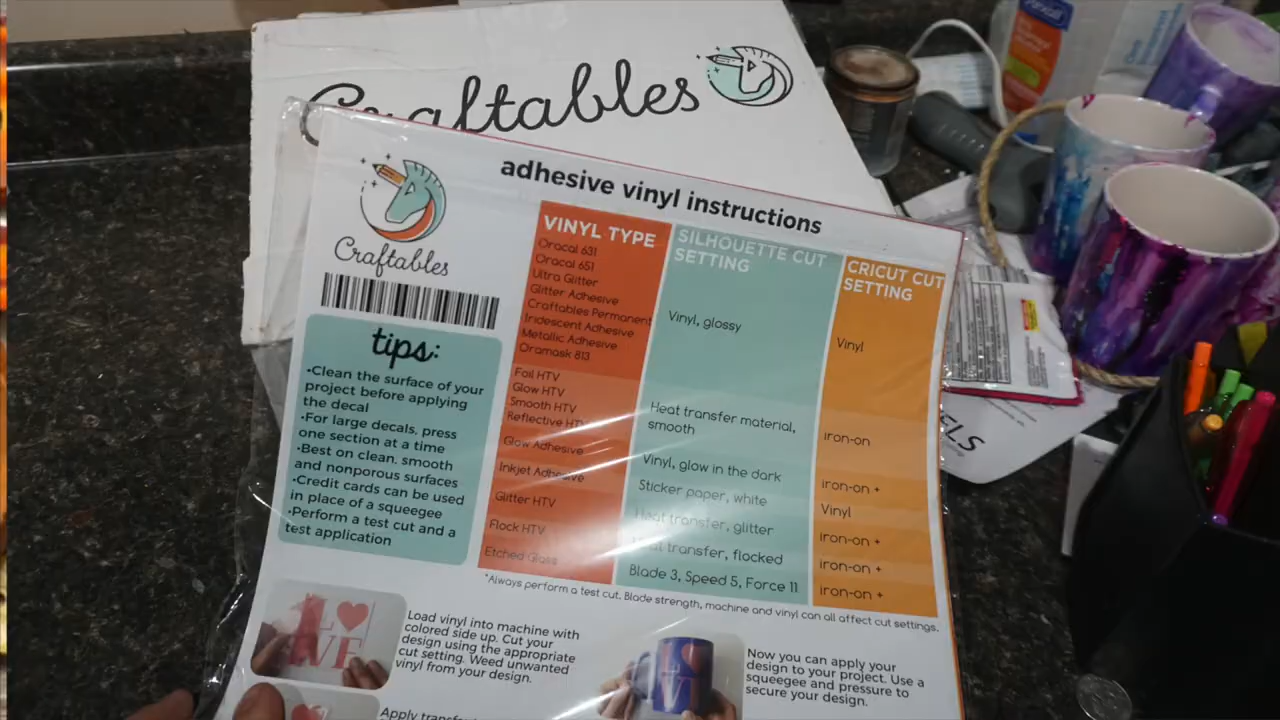 Craftables
adhesive vinyl instructions
Craftables
VINYL TYPE
Oracal 631
Oracal 651
Ultra Glitter
Glitter Adhesive
Craftables Permanent
Iridescent Adhesive
Metallic Adhesive
Oramask 813
Foil HTV
Glow HTV
Smooth HTV
Reflective HTV
Glow Adhesive
Inkjet Adhesive
Glitter HTV
Flock HTV
Etched Glass
SILHOUETTE CUT
SETTING
Vinyl, glossy
Heat transfer material,
smooth
Vinyl, glow in the dark
Sticker paper, white
Heat transfer, glitter
Heat transfer, flocked
Blade 3, Speed 5, Force 11
CRICUT CUT
SETTING
Vinyl
iron-on
iron-on +
Vinyl
iron-on +
iron-on +
iron-on +
*Always perform a test cut. Blade strength, machine and vinyl can all affect cut settings.
tips:
•Clean the surface of your
project before applying
the decal
•For large decals, press
one section at a time
•Best on clean, smooth
and nonporous surfaces
•Credit cards can be used
in place of a squeegee
•Perform a test cut and a
test application
LO
VE
Load vinyl into machine with
colored side up. Cut your
design using the appropriate
cut setting. Weed unwanted
vinyl from your design.
Now you can apply your
design to your project. Use a
squeegee and pressure to
secure your design.